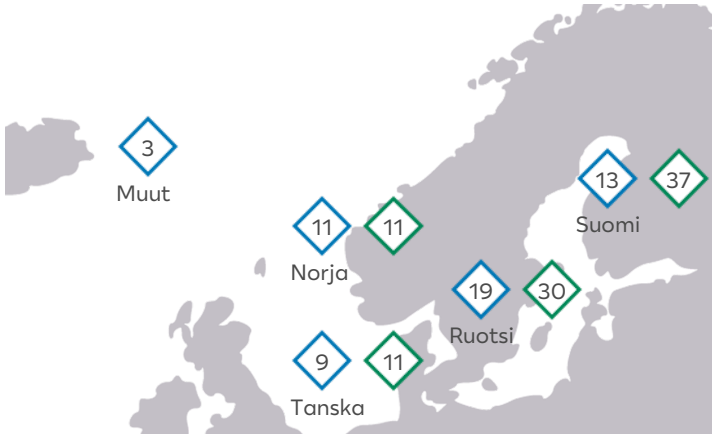 3
Muut
13 37
Suomi
11 11
Norja
19 30
Ruotsi
9 11
Tanska